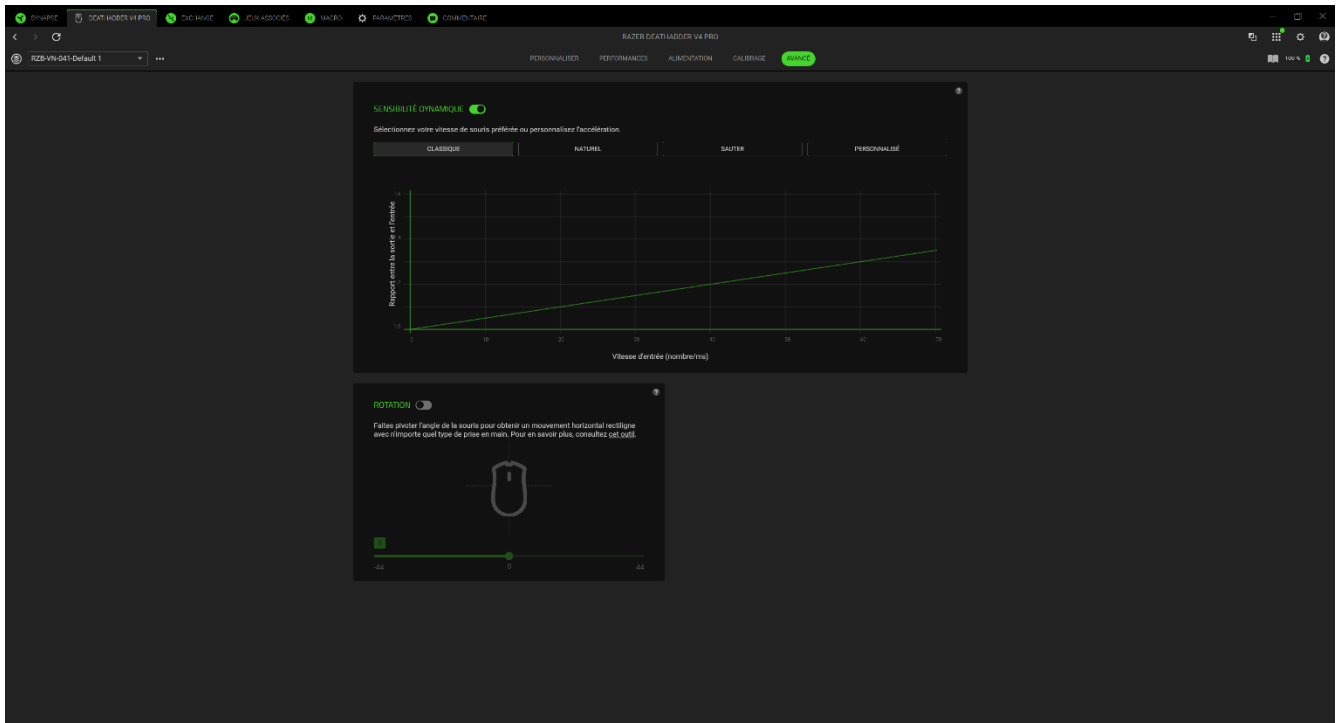 SYNAPSE
DEATHADDER V4 PRO
EXCHANGE
JEUX ASSOCIÉS
MACRO
PARAMÈTRES
COMMENTAIRE
RAZER DEATHADDER V4 PRO
RZB-VN-041-Default 1
PERSONNALISER
PERFORMANCES
ALIMENTATION
CALIBRAGE
AVANCÉ
100 %
SENSIBILITÉ DYNAMIQUE
Sélectionnez votre vitesse de souris préférée ou personnalisez l'accélération.
CLASSIQUE
NATUREL
SAUTER
PERSONNALISÉ
Rapport entre la sortie et l'entrée
0
10
20
30
40
50
60
70
Vitesse d'entrée (nombre/ms)
ROTATION
Faites pivoter l'angle de la souris pour obtenir un mouvement horizontal rectiligne
avec n'importe quel type de prise en main. Pour en savoir plus, consultez cet outil.
-44
0
44